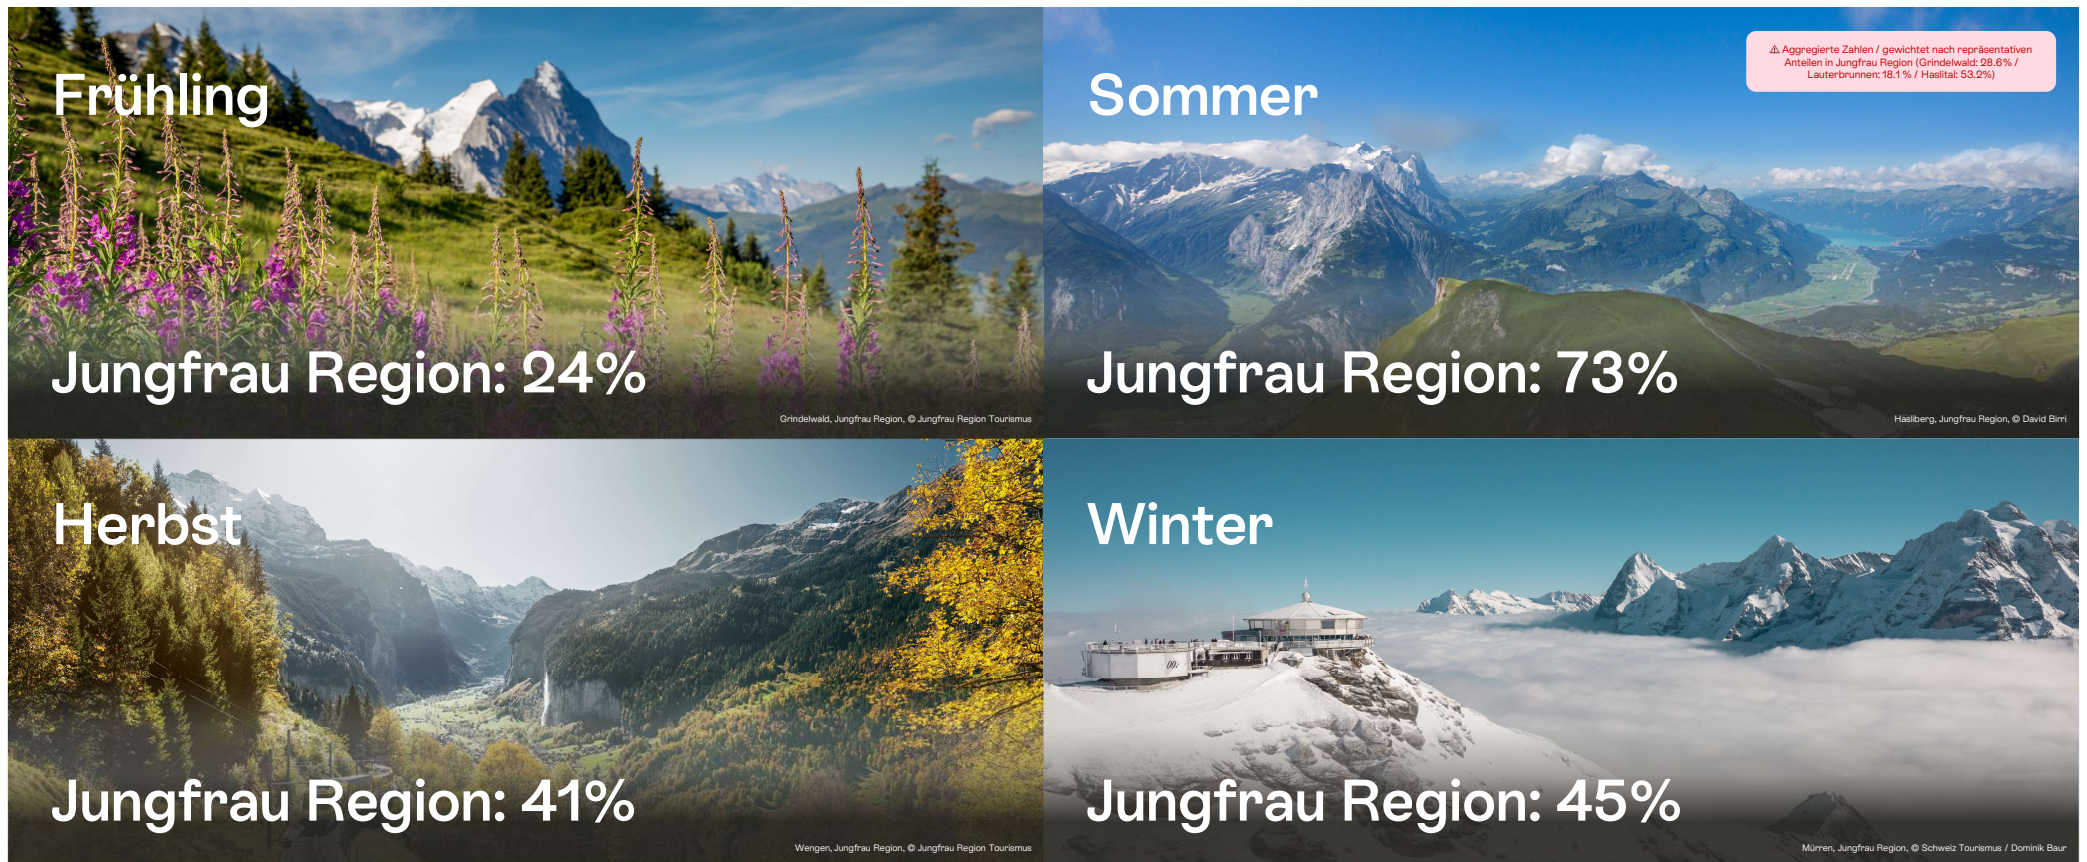 Frühling
Jungfrau Region: 24%
Grindelwald, Jungfrau Region, © Jungfrau Region Tourismus
Sommer
⚠ Aggregierte Zahlen / gewichtet nach repräsentativen
Anteilen in Jungfrau Region (Grindelwald: 28.6% /
Lauterbrunnen: 18.1 % / Haslital: 53.2%)
Jungfrau Region: 73%
Hasliberg, Jungfrau Region, © David Birri
Herbst
Jungfrau Region: 41%
Wengen, Jungfrau Region, © Jungfrau Region Tourismus
Winter
007
Jungfrau Region: 45%
Mürren, Jungfrau Region, © Schweiz Tourismus / Dominik Baur